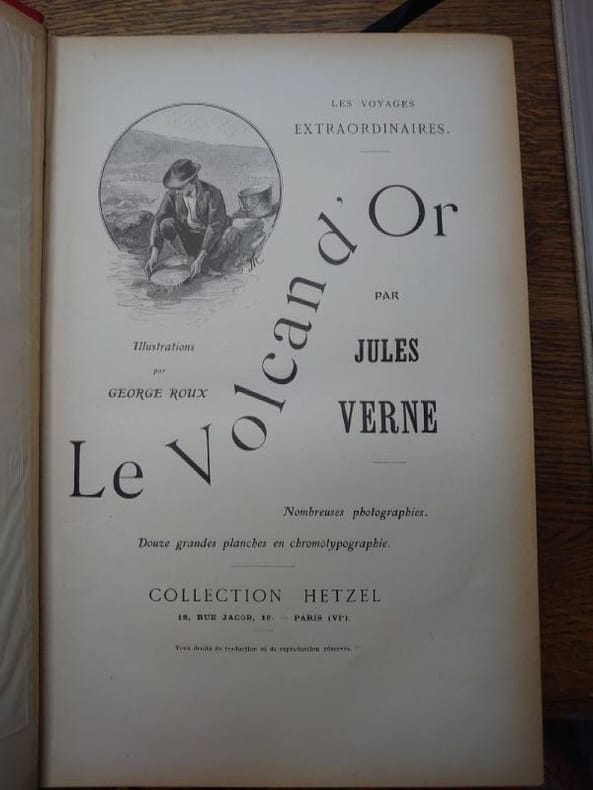 LES VOYAGES
EXTRAORDINAIRES.
Le Volcan d'Or
PAR
JULES
VERNE
Illustrations
par
GEORGE ROUX
Nombreuses photographies.
Douze grandes planches en chromotypographie.
COLLECTION HETZEL
18, RUE JACOB, 18. — PARIS (VIᵉ).
Tous droits de traduction et de reproduction réservés.